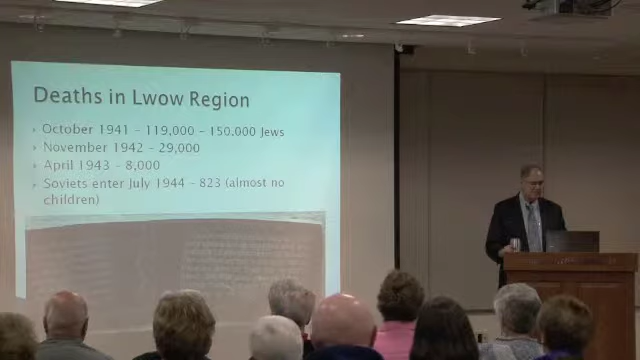 Deaths in Lwow Region
October 1941 - 119,000 - 150.000 Jews
November 1942 - 29,000
April 1943 - 8,000
Soviets enter July 1944 - 823 (almost no
children)